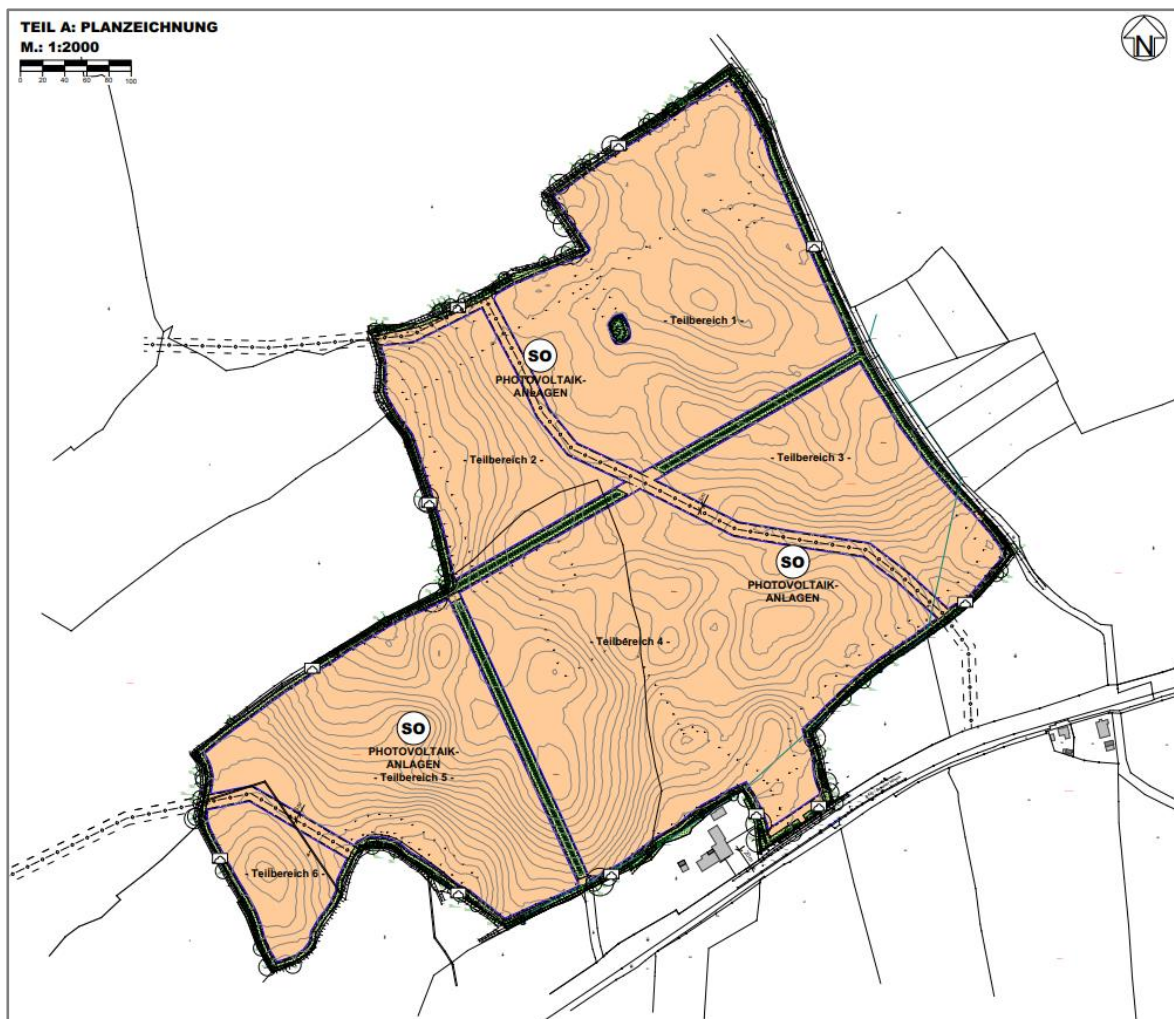 TEIL A: PLANZEICHNUNG
M.: 1:2000
0 20 40 60 80 100
N
- Teilbereich 1 -
SO
PHOTOVOLTAIK-
ANLAGEN
- Teilbereich 2 -
- Teilbereich 3 -
SO
PHOTOVOLTAIK-
ANLAGEN
- Teilbereich 4 -
SO
PHOTOVOLTAIK-
ANLAGEN
- Teilbereich 5 -
- Teilbereich 6 -